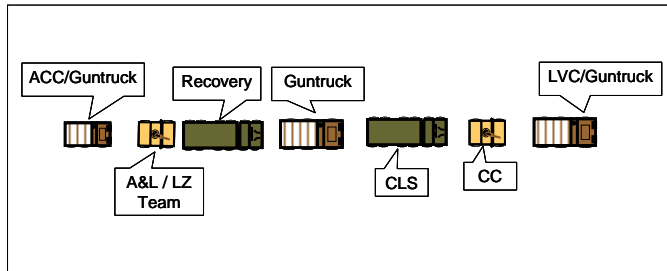 ACC/Guntruck
Recovery
Guntruck
LVC/Guntruck
A&L / LZ
Team
CLS
CC